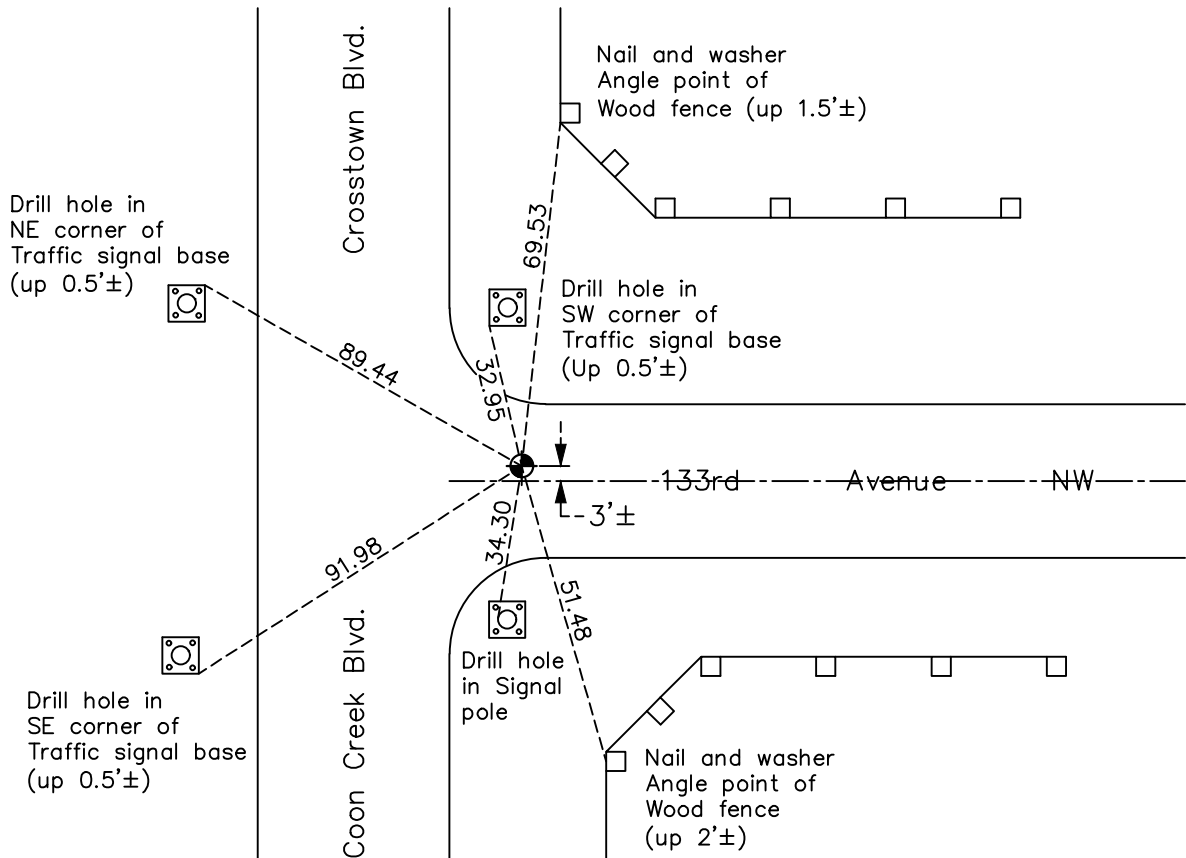 Nail and washer
Angle point of
Wood fence (up 1.5'±)
Crosstown Blvd.
Drill hole in
NE corner of
Traffic signal base
(up 0.5'±)
69.53
Drill hole in
SW corner of
Traffic signal base
(Up 0.5'±)
89.44
32.95
133rd Avenue NW
3'±
34.30
91.98
51.48
Coon Creek Blvd.
Drill hole
in Signal
pole
Drill hole in
SE corner of
Traffic signal base
(up 0.5'±)
Nail and washer
Angle point of
Wood fence
(up 2'±)